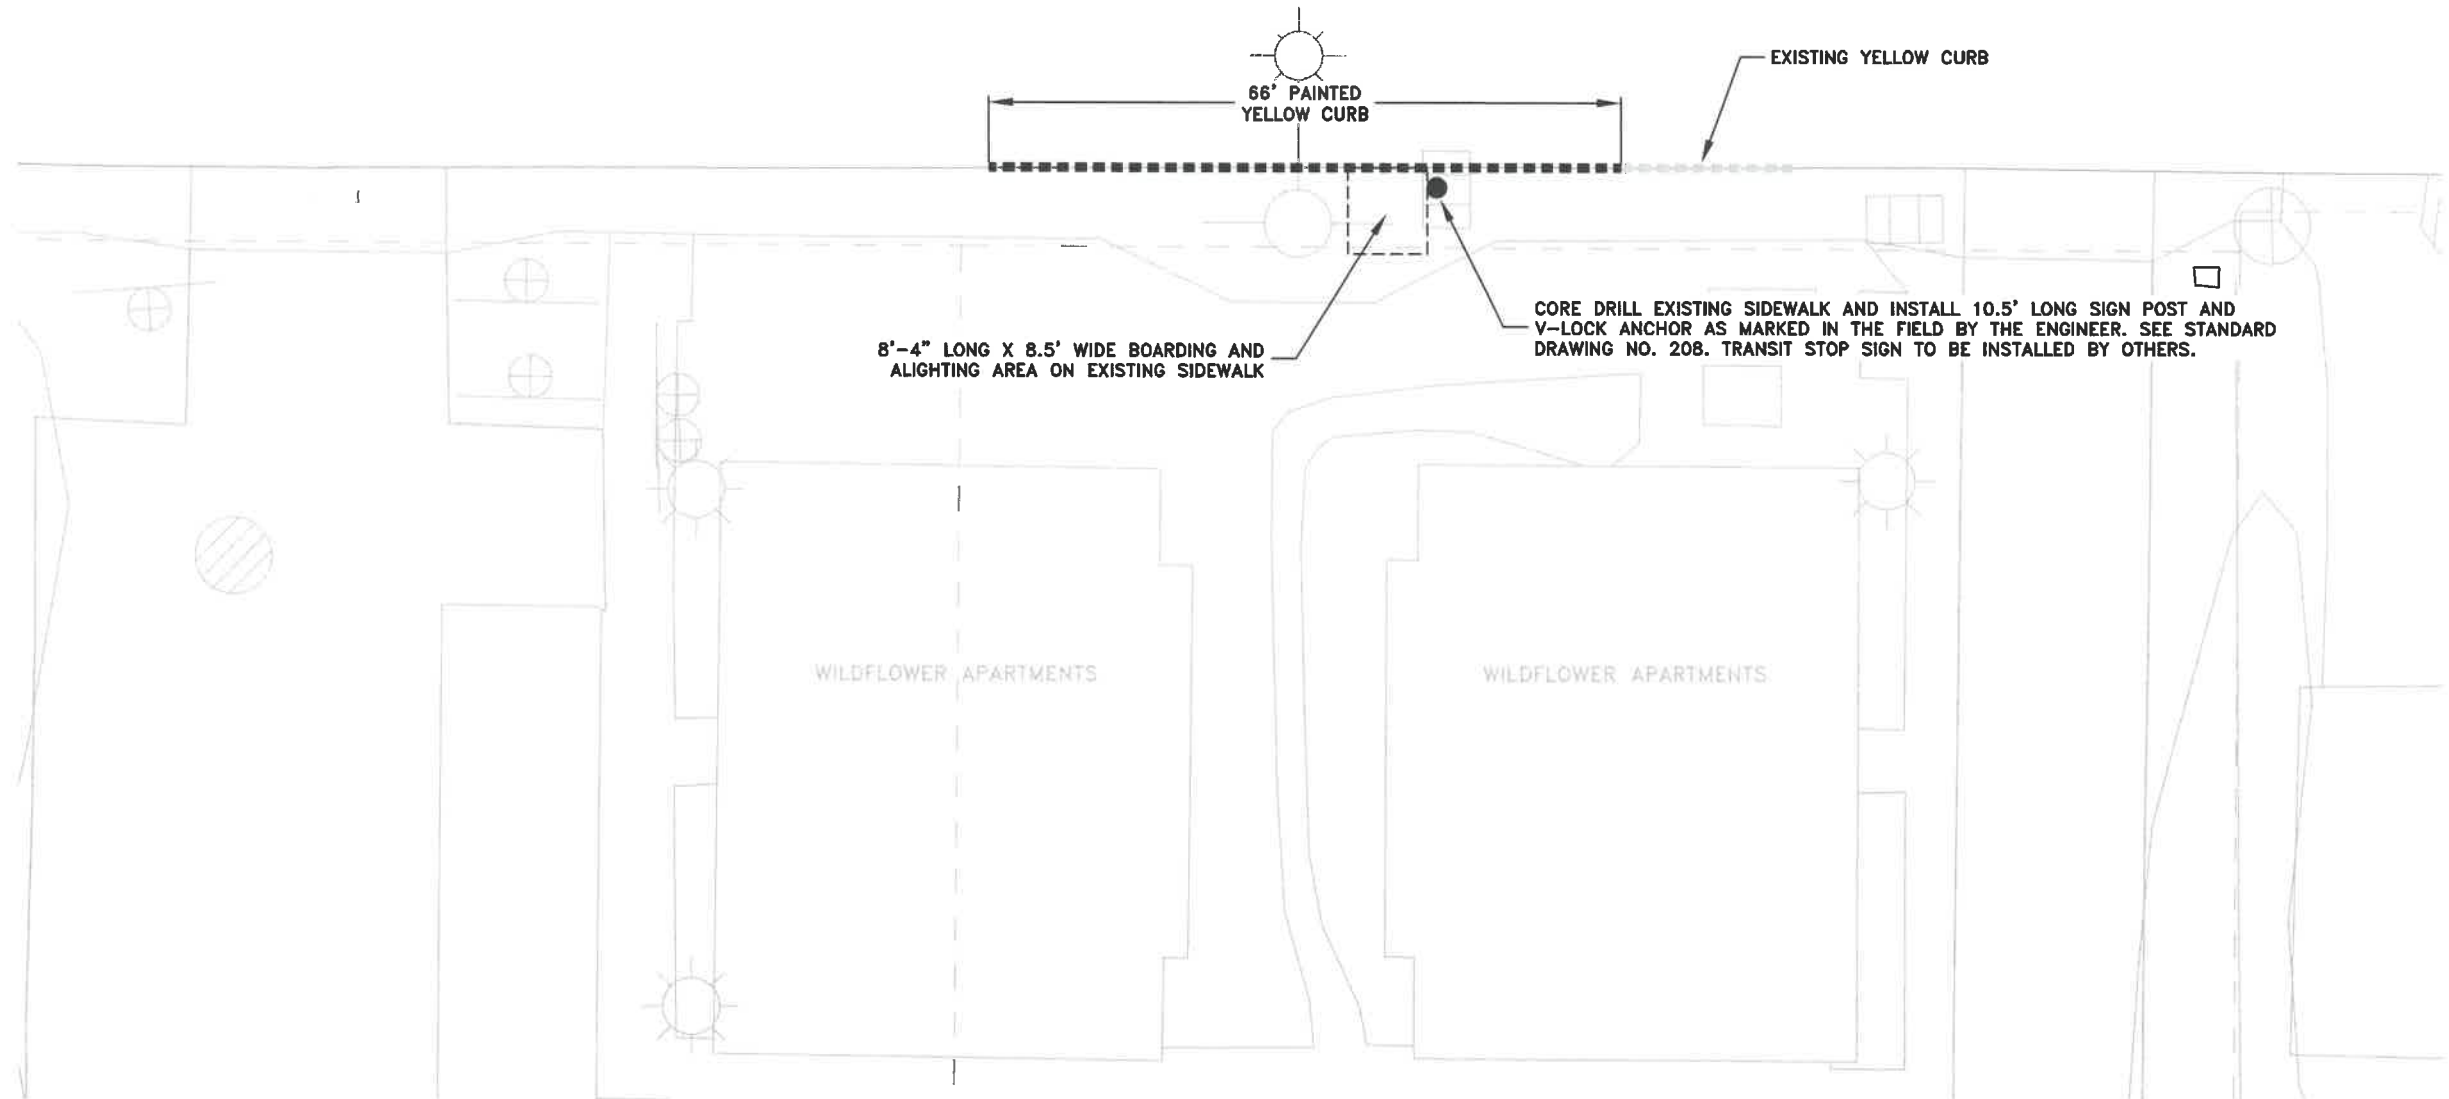 EXISTING YELLOW CURB
66' PAINTED
YELLOW CURB
CORE DRILL EXISTING SIDEWALK AND INSTALL 10.5' LONG SIGN POST AND
V-LOCK ANCHOR AS MARKED IN THE FIELD BY THE ENGINEER. SEE STANDARD
DRAWING NO. 208. TRANSIT STOP SIGN TO BE INSTALLED BY OTHERS.
8'-4" LONG X 8.5' WIDE BOARDING AND
ALIGHTING AREA ON EXISTING SIDEWALK
WILDFLOWER APARTMENTS
WILDFLOWER APARTMENTS